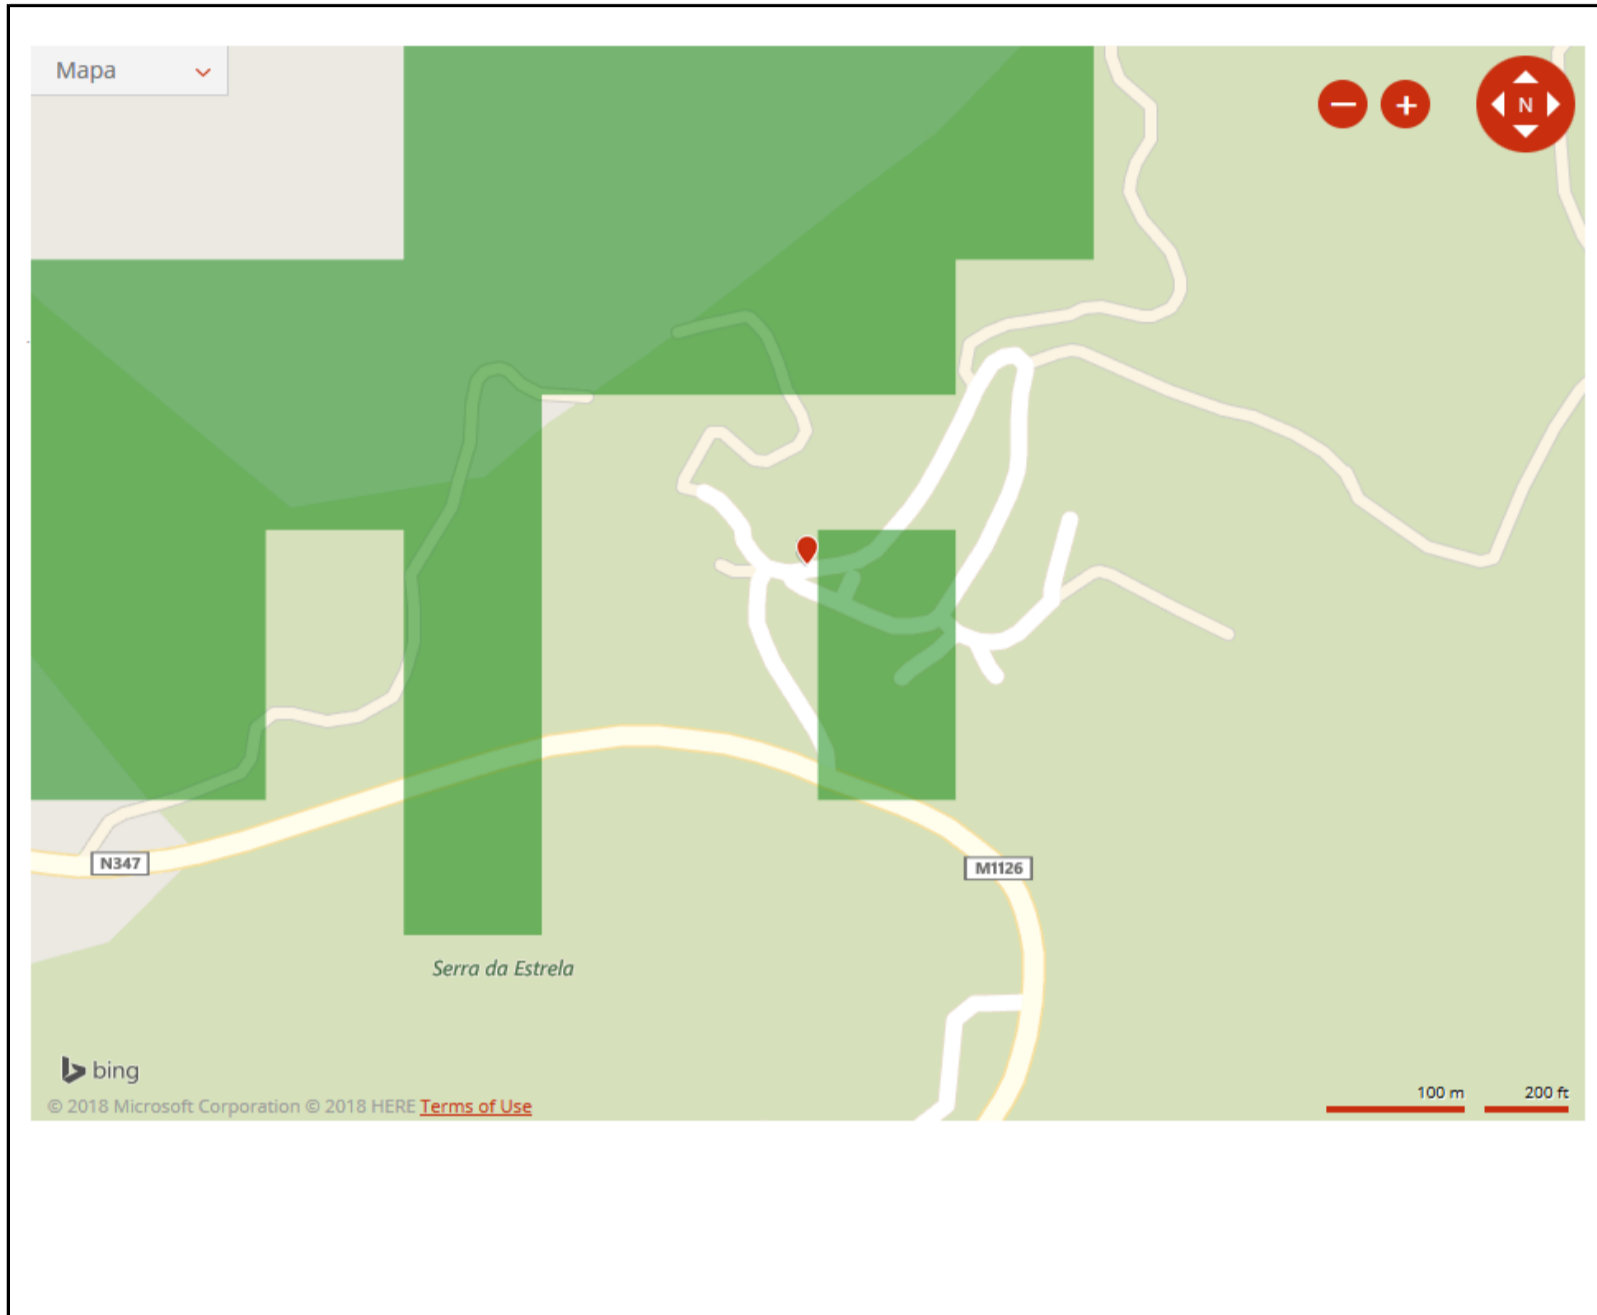 Mapa
N
N347
M1126
Serra da Estrela
bing
100 m 200 ft
© 2018 Microsoft Corporation © 2018 HERE Terms of Use